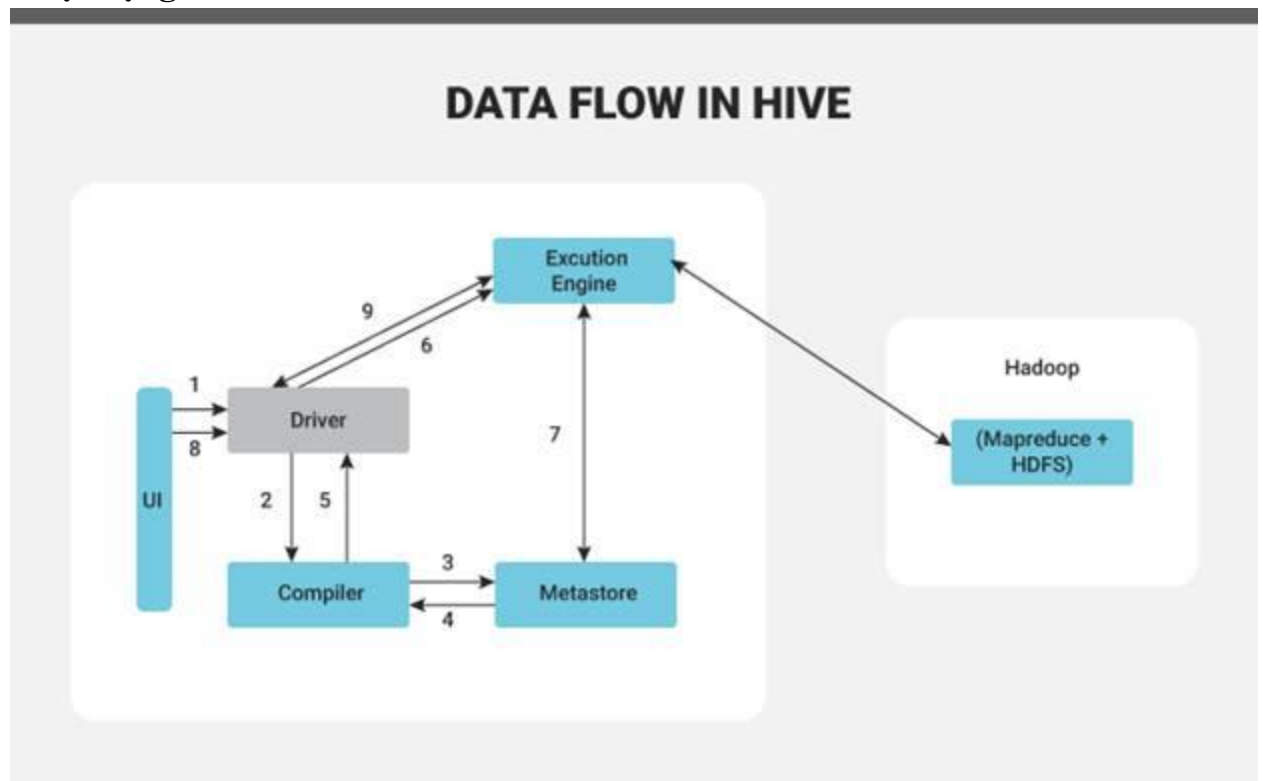 DATA FLOW IN HIVE
Excution
Engine
9
6
1
Driver
8
7
Hadoop
(Mapreduce +
HDFS)
UI
2
5
3
Compiler
Metastore
4